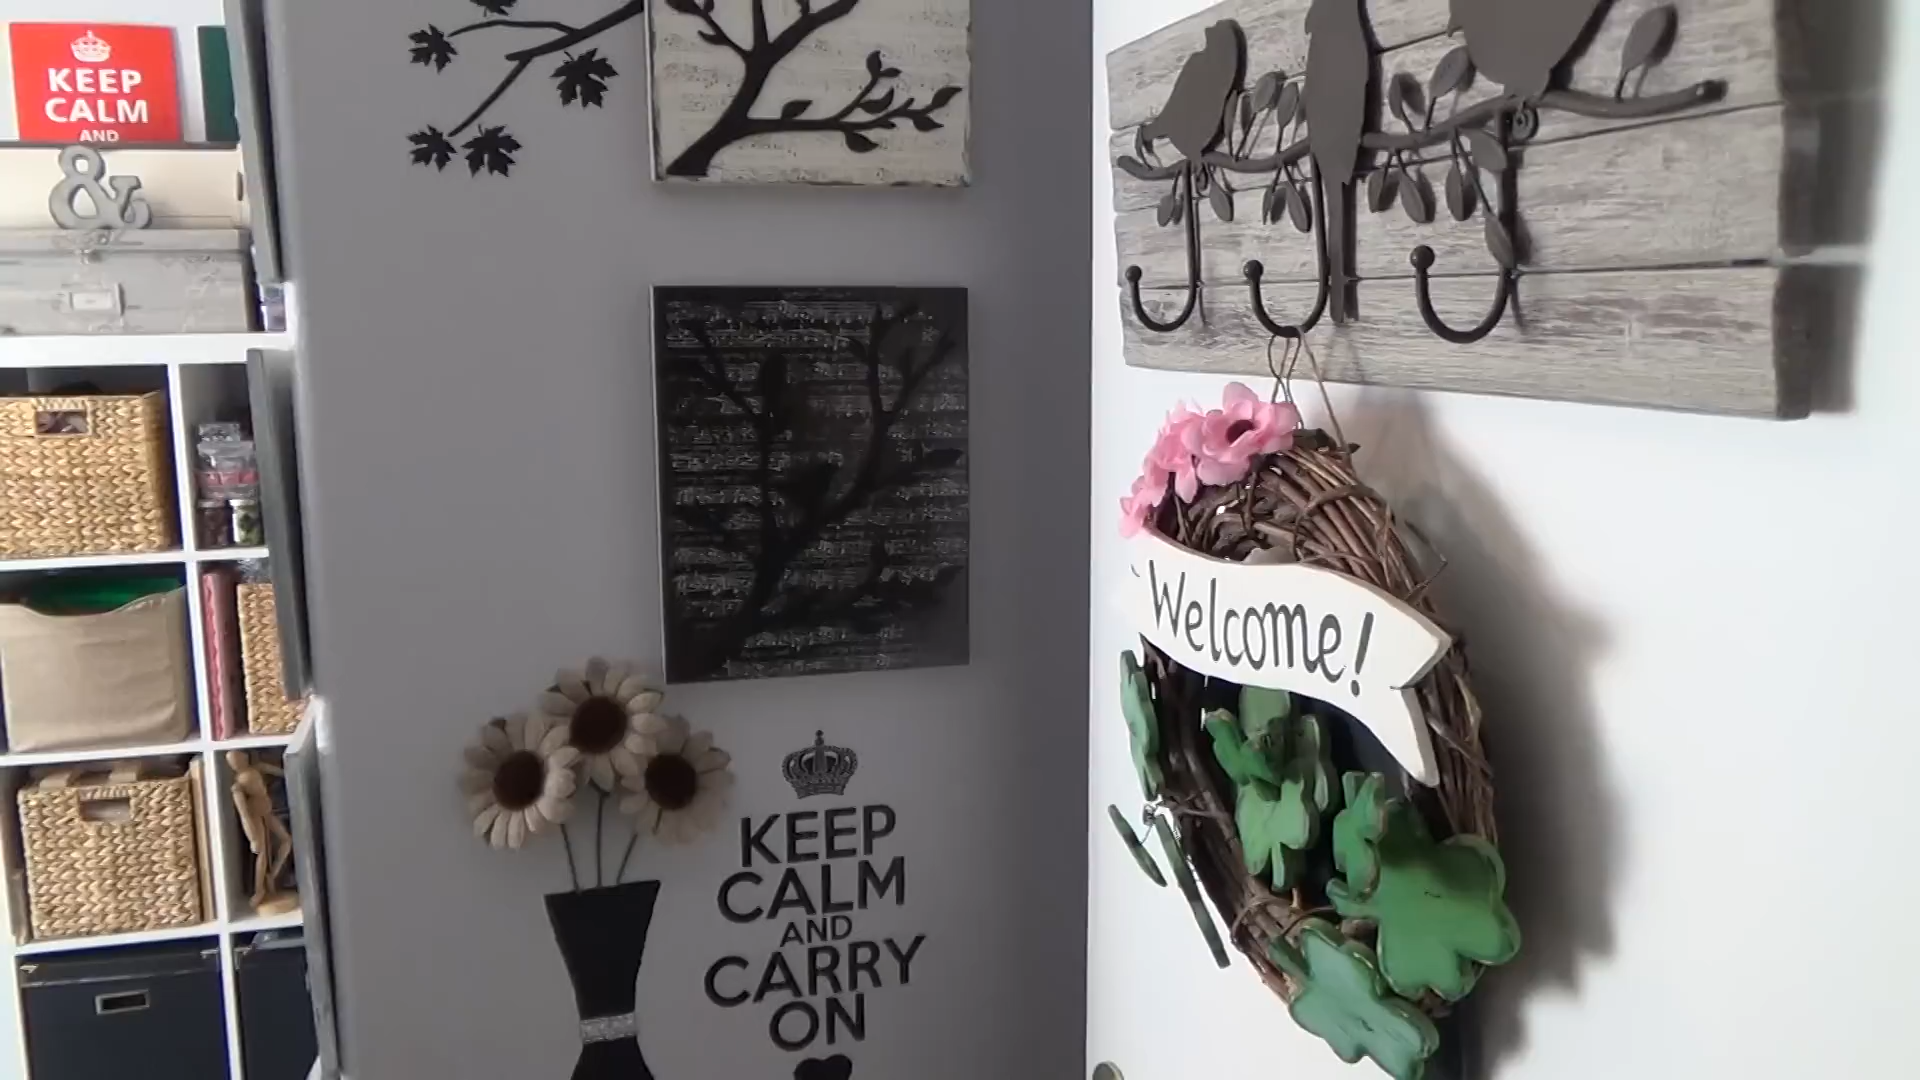 KEEP
CALM
AND
&
Welcome!
KEEP
CALM
AND
CARRY
ON